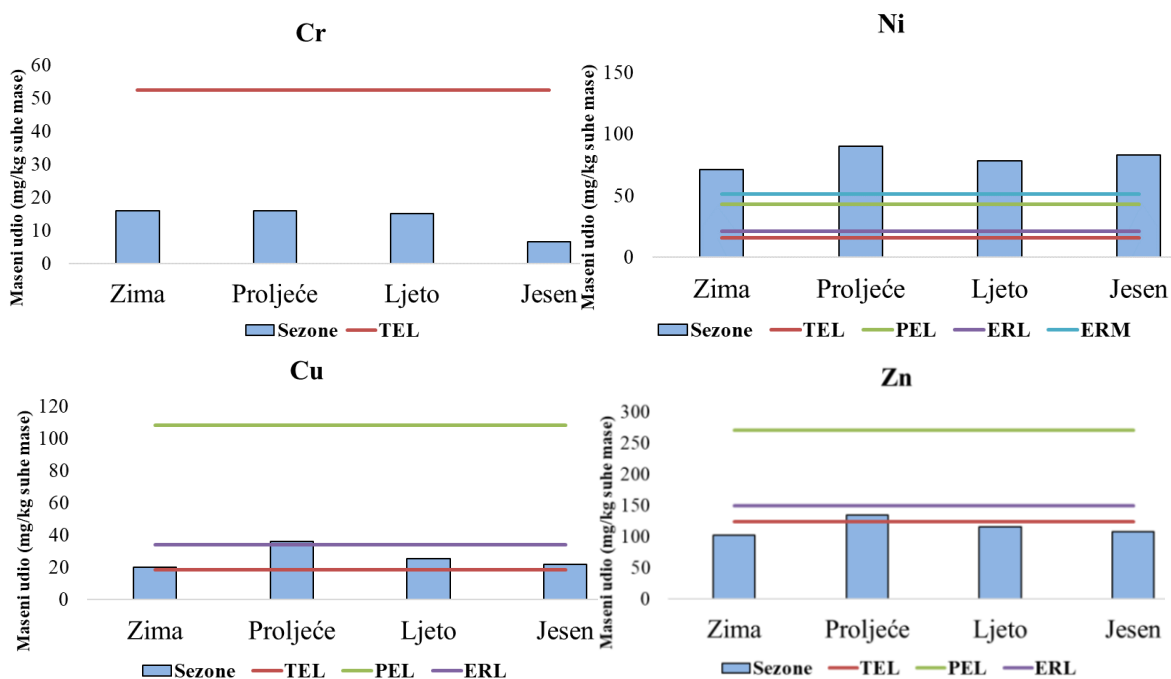 Cr
Maseni udio (mg/kg suhe mase)
60
50
40
30
20
10
0
Zima Proljeće Ljeto Jesen
Sezone TEL
Ni
Maseni udio (mg/kg suhe mase)
150
100
50
0
Zima Proljeće Ljeto Jesen
Sezone TEL PEL ERL ERM
Cu
Maseni udio (mg/kg suhe mase)
120
100
80
60
40
20
0
Zima Proljeće Ljeto Jesen
Sezone TEL PEL ERL
Zn
Maseni udio (mg/kg suhe mase)
300
250
200
150
100
50
0
Zima Proljeće Ljeto Jesen
Sezone TEL PEL ERL